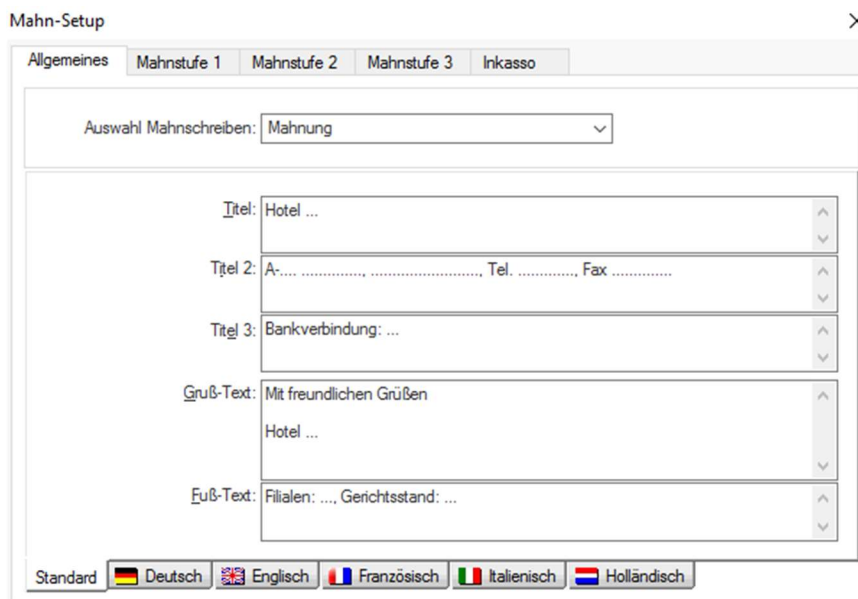 Mahn-Setup
Allgemeines Mahnstufe 1 Mahnstufe 2 Mahnstufe 3 Inkasso
Auswahl Mahnschreiben: Mahnung
Titel: Hotel ...
Titel 2: A-.... .............., ........................., Tel. ............., Fax ..............
Titel 3: Bankverbindung: ...
Gruß-Text: Mit freundlichen Grüßen
Hotel ...
Fuß-Text: Filialen: ..., Gerichtsstand: ...
Standard Deutsch Englisch Französisch Italienisch Holländisch